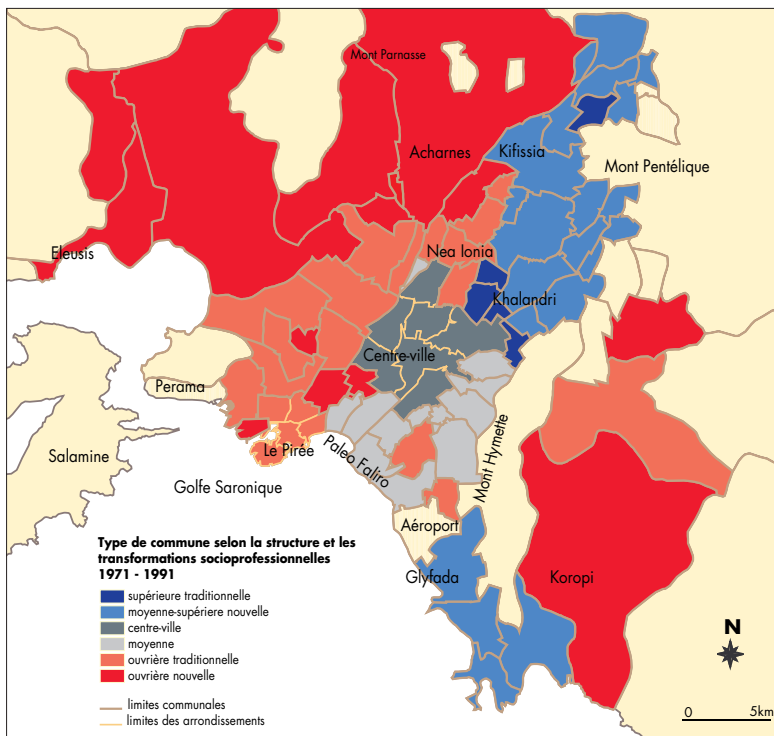 Mont Parnasse
Acharnes
Kifissia
Mont Pentélique
Eleusis
Nea Ionia
Khalandri
Centre-ville
Perama
Salamine
Le Pirée
Paleo Faliro
Mont Hymette
Golfe Saronique
Aéroport
Glyfada
Koropi
Type de commune selon la structure et les
transformations socioprofessionnelles
1971 - 1991
supérieure traditionnelle
moyenne-supérieure nouvelle
centre-ville
moyenne
ouvrière traditionnelle
ouvrière nouvelle
limites communales
limites des arrondissements
N
0 5km